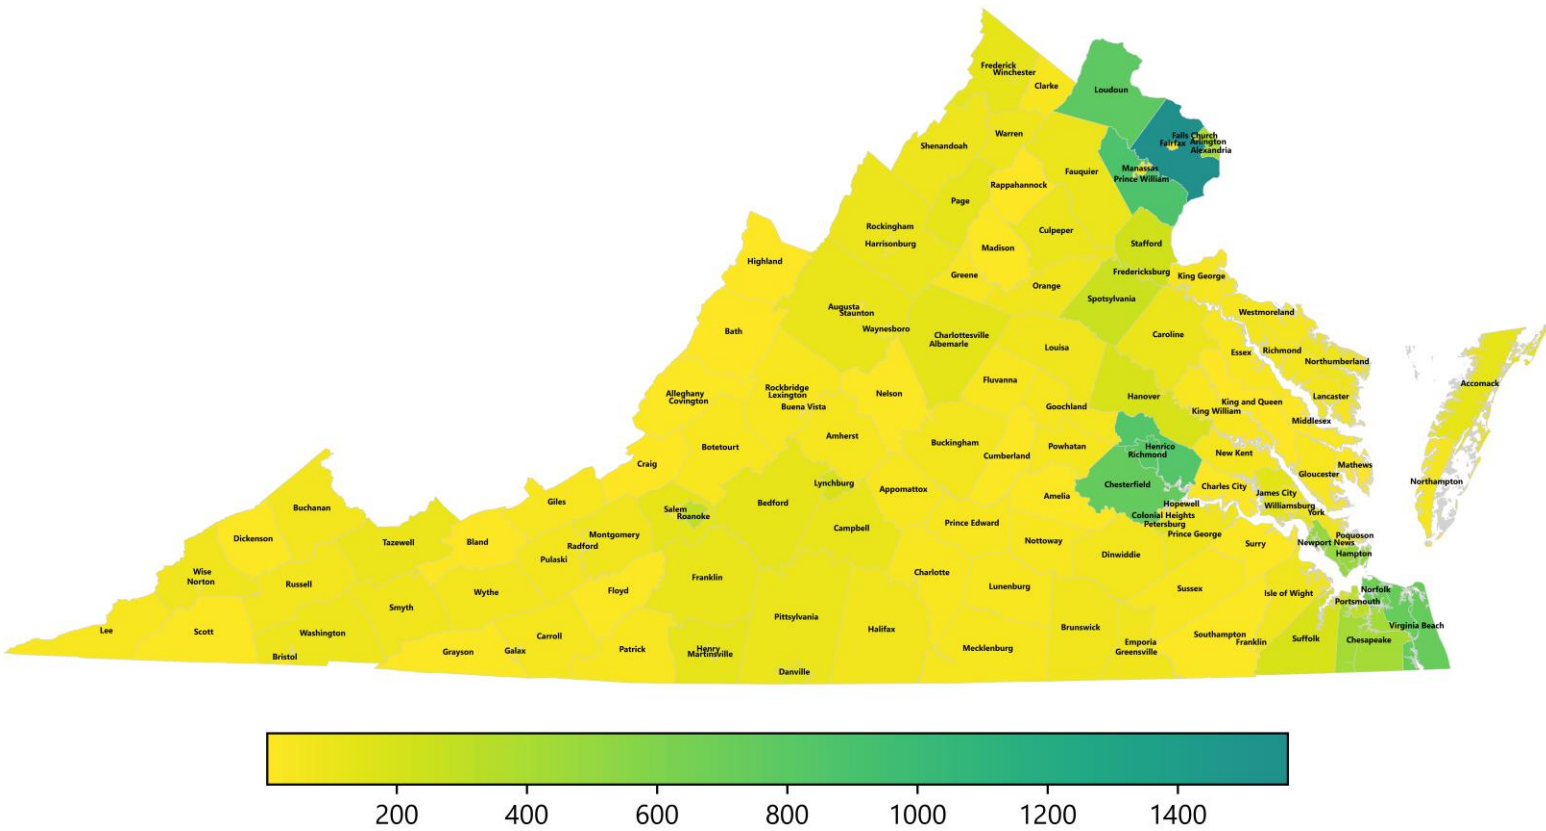 Frederick
Winchester
Clarke
Loudoun
Warren
Shenandoah
Falls Church
Fairfax
Arlington
Alexandria
Manassas
Prince William
Fauquier
Rappahannock
Page
Rockingham
Harrisonburg
Culpeper
Madison
Stafford
Highland
Greene
Fredericksburg
King George
Orange
Spotsylvania
Augusta
Staunton
Waynesboro
Westmoreland
Bath
Charlottesville
Albemarle
Caroline
Louisa
Essex
Richmond
Northumberland
Accomack
Fluvanna
Alleghany
Covington
Rockbridge
Lexington
Buena Vista
Nelson
Goochland
Hanover
King and Queen
King William
Lancaster
Middlesex
Botetourt
Amherst
Buckingham
Cumberland
Powhatan
Henrico
Richmond
New Kent
Craig
Mathews
Gloucester
Northampton
Lynchburg
Bedford
Appomattox
Amelia
Chesterfield
Charles City
James City
Williamsburg
York
Giles
Buchanan
Salem
Roanoke
Campbell
Prince Edward
Hopewell
Colonial Heights
Petersburg
Prince George
Poquoson
Newport News
Hampton
Dickenson
Tazewell
Bland
Montgomery
Radford
Pulaski
Nottoway
Dinwiddie
Surry
Wise
Norton
Russell
Wythe
Floyd
Franklin
Charlotte
Lunenburg
Sussex
Isle of Wight
Norfolk
Portsmouth
Virginia Beach
Smyth
Pittsylvania
Halifax
Brunswick
Lee
Scott
Washington
Bristol
Carroll
Grayson
Galax
Patrick
Henry
Martinsville
Danville
Mecklenburg
Emporia
Greensville
Southampton
Franklin
Suffolk
Chesapeake
200 400 600 800 1000 1200 1400